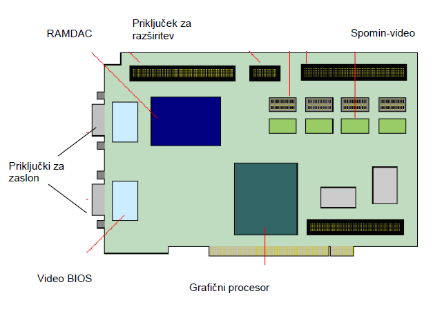 RAMDAC
Priključek za
razširitev
Spomin-video
Priključki za
zaslon
Video BIOS
Grafični procesor